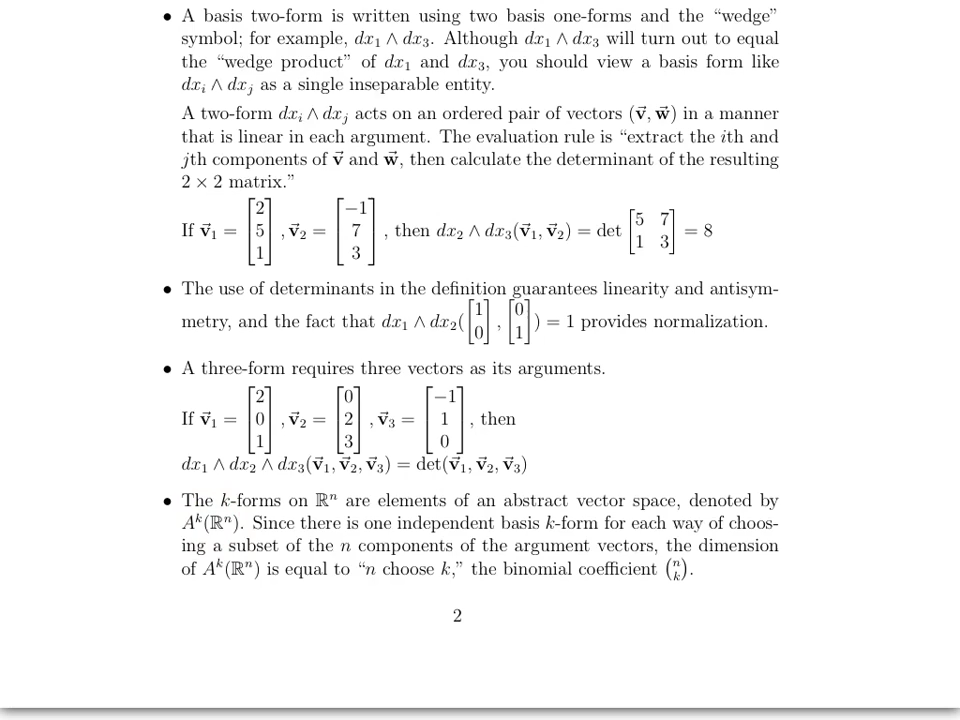 • A basis two-form is written using two basis one-forms and the “wedge”
symbol; for example, dx₁ ∧ dx₃. Although dx₁ ∧ dx₃ will turn out to equal
the “wedge product” of dx₁ and dx₃, you should view a basis form like
dxᵢ ∧ dxⱼ as a single inseparable entity.
A two-form dxᵢ ∧ dxⱼ acts on an ordered pair of vectors (v⃗, w⃗) in a manner
that is linear in each argument. The evaluation rule is “extract the ith and
jth components of v⃗ and w⃗, then calculate the determinant of the resulting
2 × 2 matrix.”
If v⃗₁ = [2 5 1], v⃗₂ = [−1 7 3], then dx₂ ∧ dx₃(v⃗₁, v⃗₂) = det [5 7; 1 3] = 8
• The use of determinants in the definition guarantees linearity and antisym-
metry, and the fact that dx₁ ∧ dx₂([1 0], [0 1]) = 1 provides normalization.
• A three-form requires three vectors as its arguments.
If v⃗₁ = [2 0 1], v⃗₂ = [0 2 3], v⃗₃ = [−1 1 0], then
dx₁ ∧ dx₂ ∧ dx₃(v⃗₁, v⃗₂, v⃗₃) = det(v⃗₁, v⃗₂, v⃗₃)
• The k-forms on ℝⁿ are elements of an abstract vector space, denoted by
Aᵏ(ℝⁿ). Since there is one independent basis k-form for each way of choos-
ing a subset of the n components of the argument vectors, the dimension
of Aᵏ(ℝⁿ) is equal to “n choose k,” the binomial coefficient (n k).
2